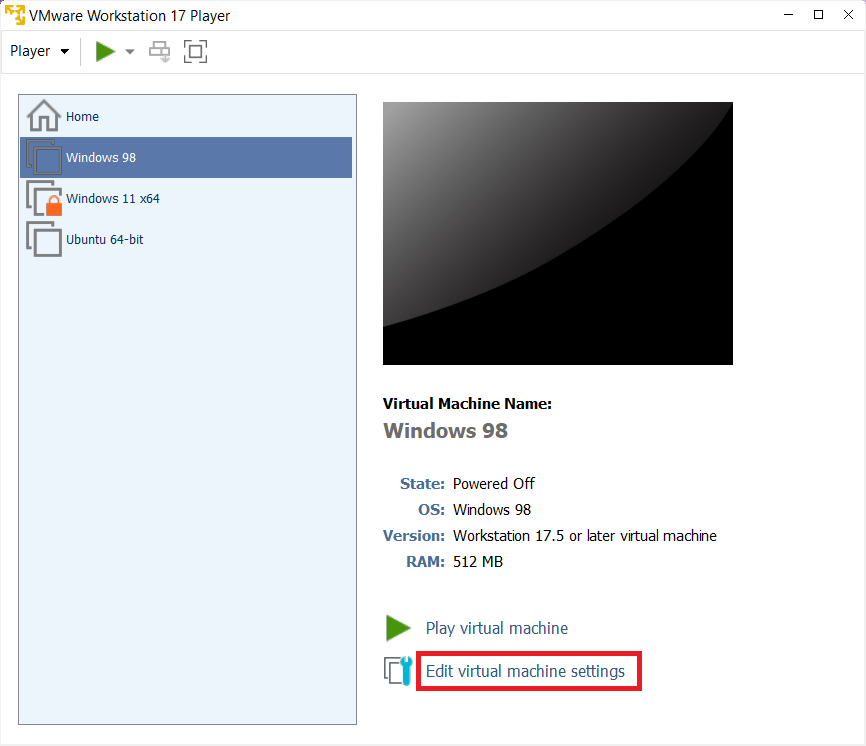 VMware Workstation 17 Player
Player
Home
Windows 98
Windows 11 x64
Ubuntu 64-bit
Virtual Machine Name:
Windows 98
State: Powered Off
OS: Windows 98
Version: Workstation 17.5 or later virtual machine
RAM: 512 MB
Play virtual machine
Edit virtual machine settings